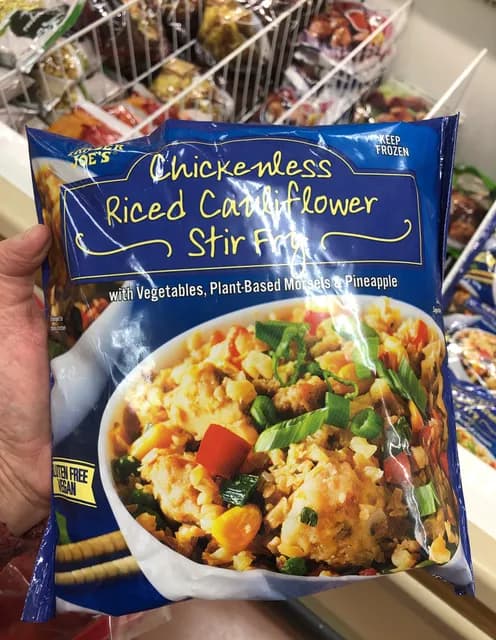 JOE'S
KEEP
FROZEN
Chickenless
Riced Cauliflower
Stir Fry
with Vegetables, Plant-Based Morsels & Pineapple
GLUTEN FREE
VEGAN